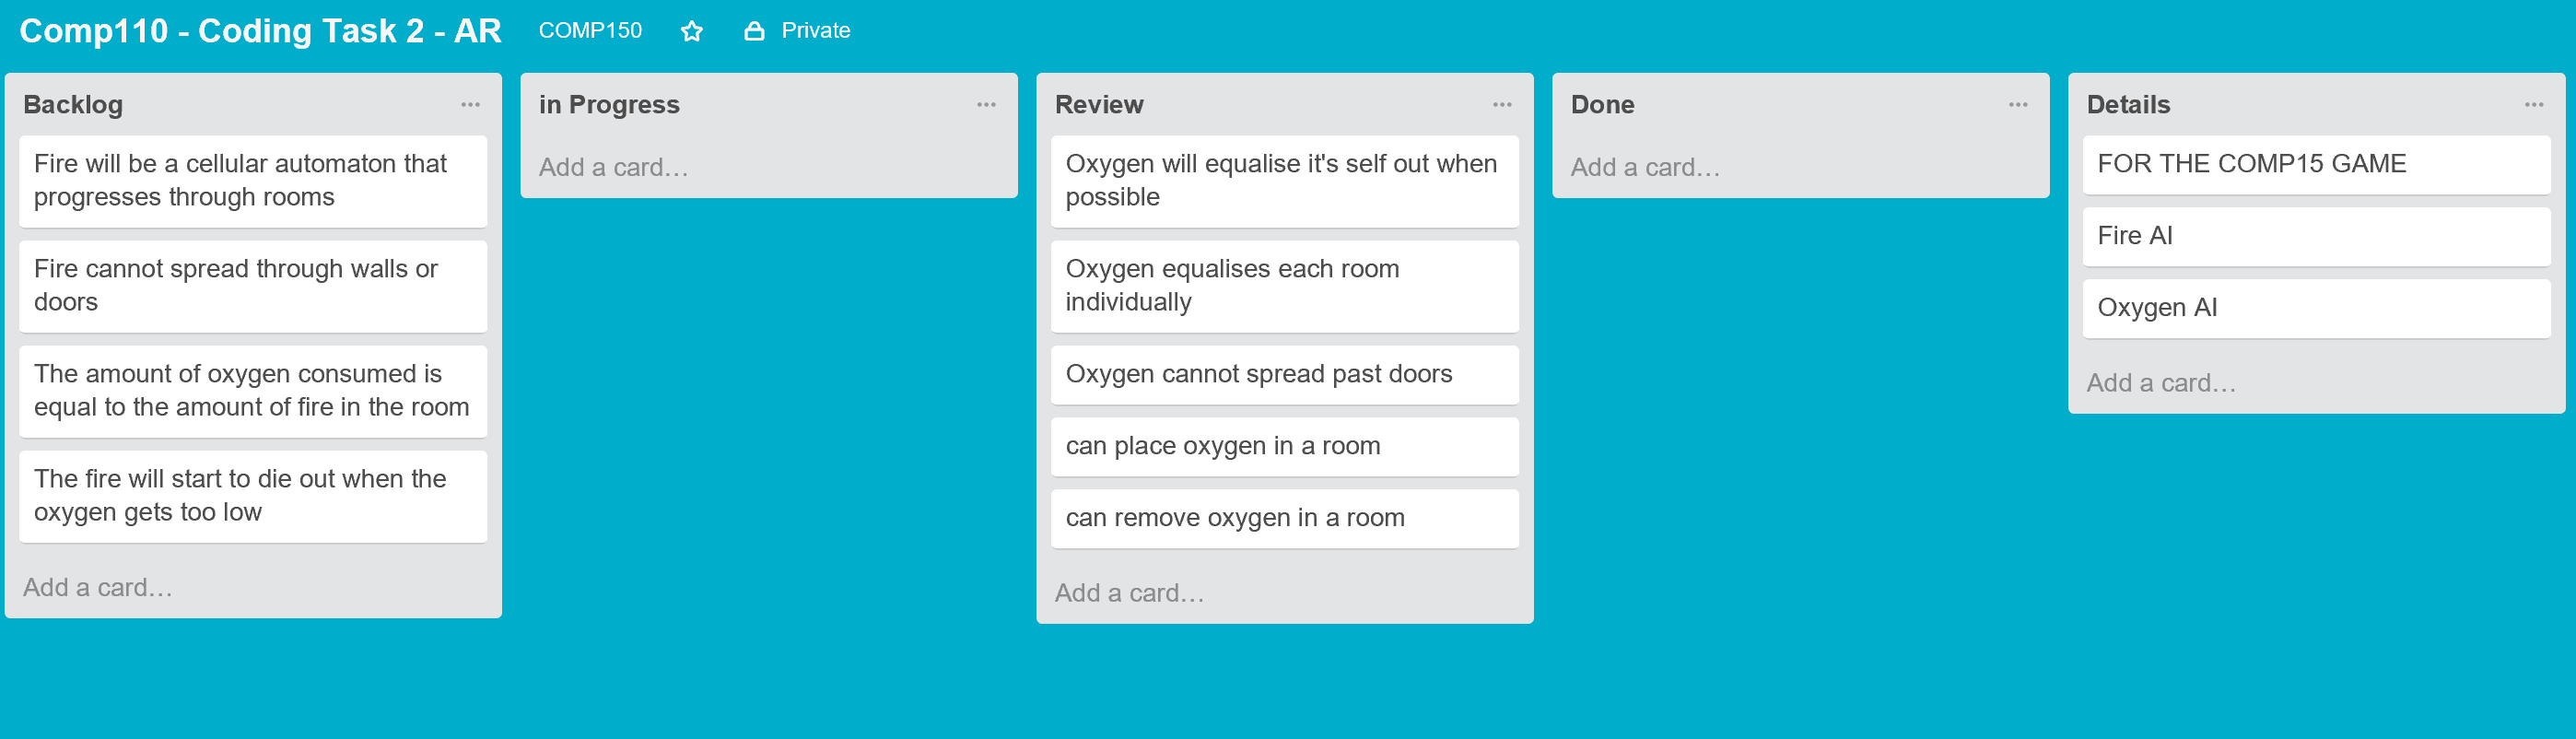 Comp110 - Coding Task 2 - AR COMP150 Private
Backlog
Fire will be a cellular automaton that
progresses through rooms
Fire cannot spread through walls or
doors
The amount of oxygen consumed is
equal to the amount of fire in the room
The fire will start to die out when the
oxygen gets too low
Add a card…
in Progress
Add a card…
Review
Oxygen will equalise it's self out when
possible
Oxygen equalises each room
individually
Oxygen cannot spread past doors
can place oxygen in a room
can remove oxygen in a room
Add a card…
Done
Add a card…
Details
FOR THE COMP15 GAME
Fire AI
Oxygen AI
Add a card…